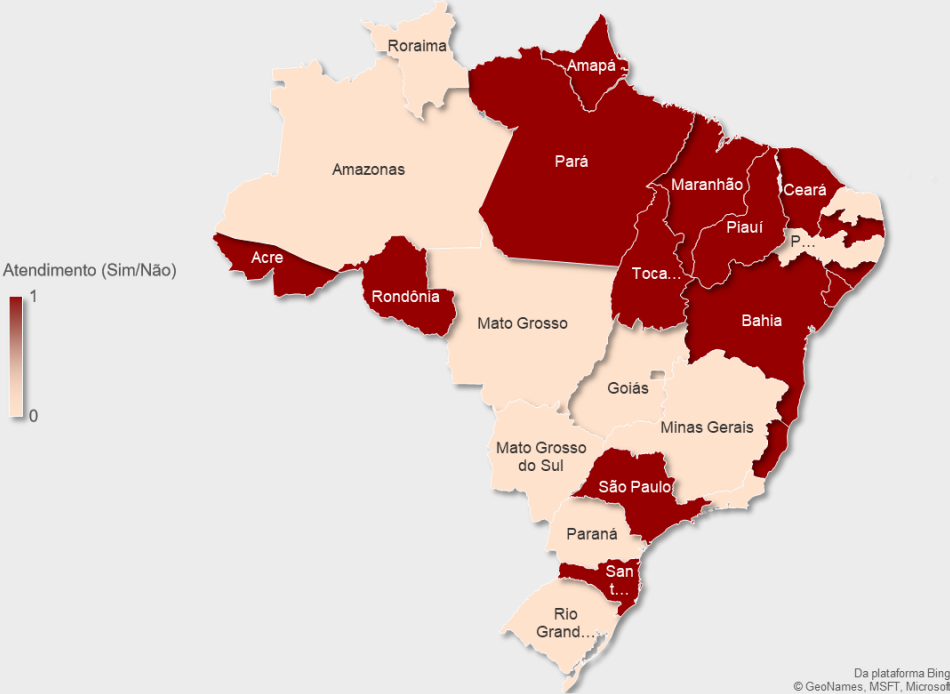 Roraima
Amapá
Amazonas
Pará
Maranhão
Ceará
Piauí
P...
Acre
Toca...
Rondônia
Atendimento (Sim/Não)
1
0
Mato Grosso
Bahia
Goiás
Minas Gerais
Mato Grosso
do Sul
São Paulo
Paraná
San
t...
Rio
Grand...
Da plataforma Bing
© GeoNames, MSFT, Microsoft